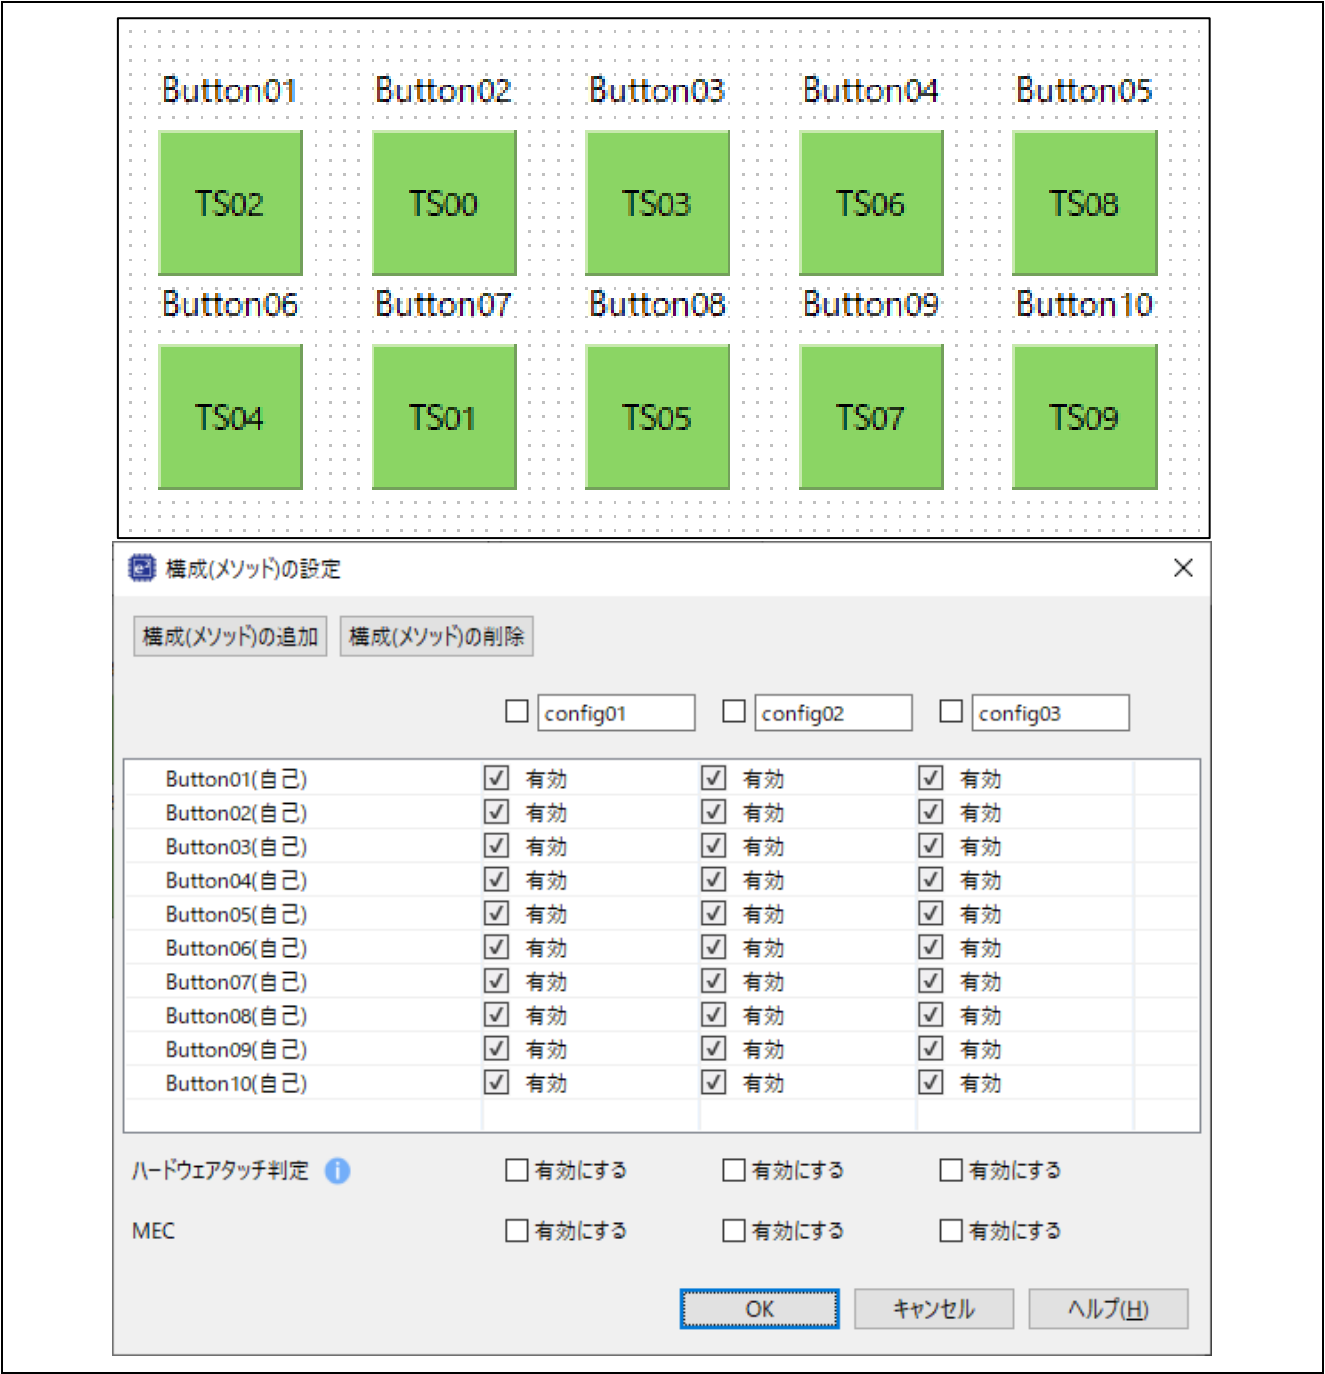 Button01 Button02 Button03 Button04 Button05
TS02 TS00 TS03 TS06 TS08
Button06 Button07 Button08 Button09 Button10
TS04 TS01 TS05 TS07 TS09
e² 構成(メソッド)の設定
構成(メソッド)の追加 構成(メソッド)の削除
config01 config02 config03
Button01(自己) 有効 有効 有効
Button02(自己) 有効 有効 有効
Button03(自己) 有効 有効 有効
Button04(自己) 有効 有効 有効
Button05(自己) 有効 有効 有効
Button06(自己) 有効 有効 有効
Button07(自己) 有効 有効 有効
Button08(自己) 有効 有効 有効
Button09(自己) 有効 有効 有効
Button10(自己) 有効 有効 有効
ハードウェアタッチ判定 i 有効にする 有効にする 有効にする
MEC 有効にする 有効にする 有効にする
OK キャンセル ヘルプ(H)